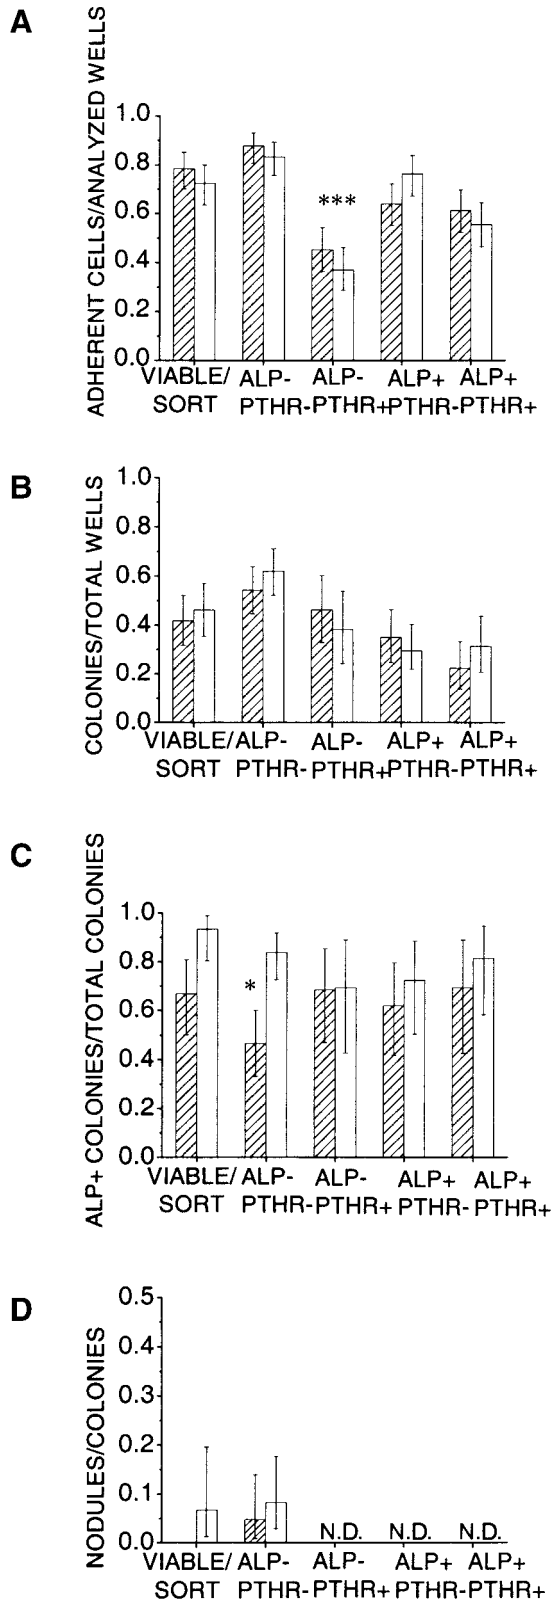 A
ADHERENT CELLS/ANALYZED WELLS
1.0
0.8
0.6
0.4
0.2
0.0
***
VIABLE/ ALP- ALP- ALP+ ALP+
SORT PTHR- PTHR+ PTHR- PTHR+
B
COLONIES/TOTAL WELLS
1.0
0.8
0.6
0.4
0.2
0.0
VIABLE/ ALP- ALP- ALP+ ALP+
SORT PTHR- PTHR+ PTHR- PTHR+
C
ALP+ COLONIES/TOTAL COLONIES
1.0
0.8
0.6
0.4
0.2
0.0
*
VIABLE/ ALP- ALP- ALP+ ALP+
SORT PTHR- PTHR+ PTHR- PTHR+
D
NODULES/COLONIES
0.5
0.4
0.3
0.2
0.1
0.0
N.D. N.D. N.D.
VIABLE/ ALP- ALP- ALP+ ALP+
SORT PTHR- PTHR+ PTHR- PTHR+